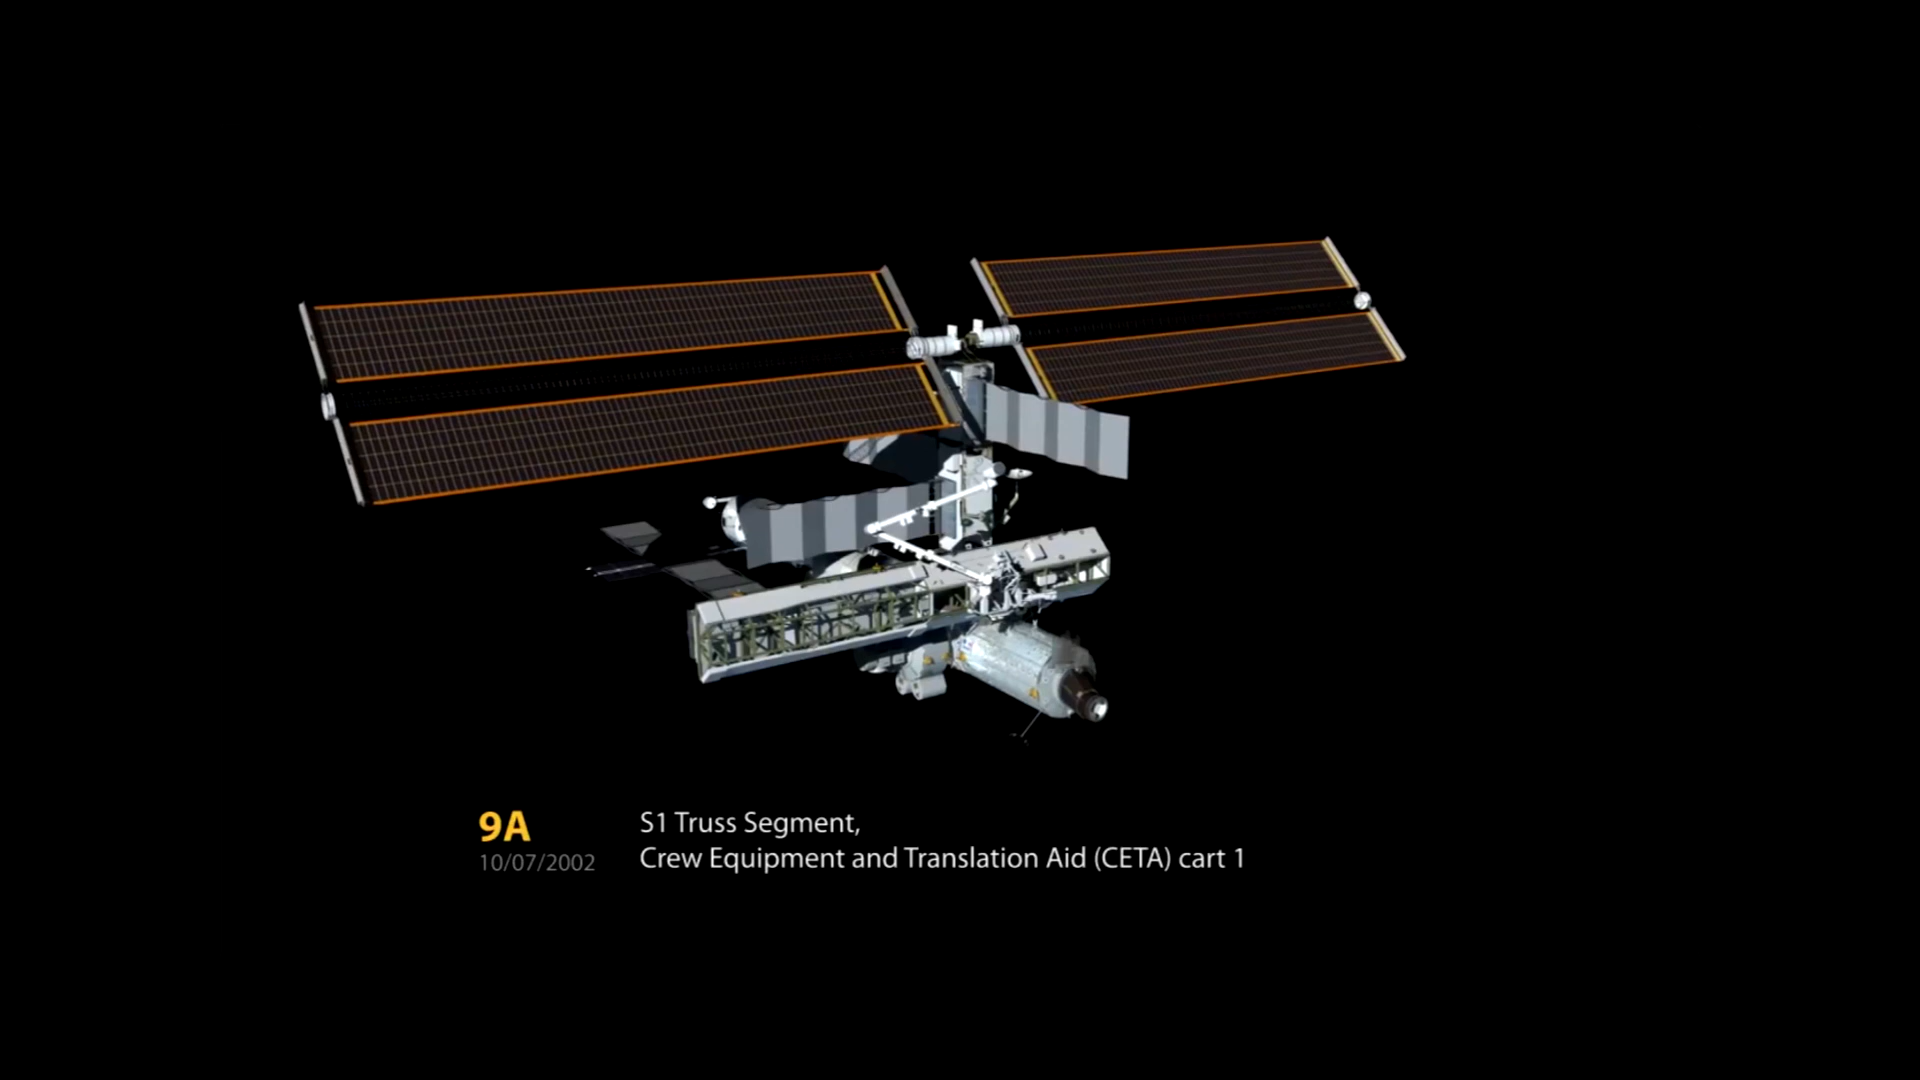 9A
10/07/2002
S1 Truss Segment,
Crew Equipment and Translation Aid (CETA) cart 1